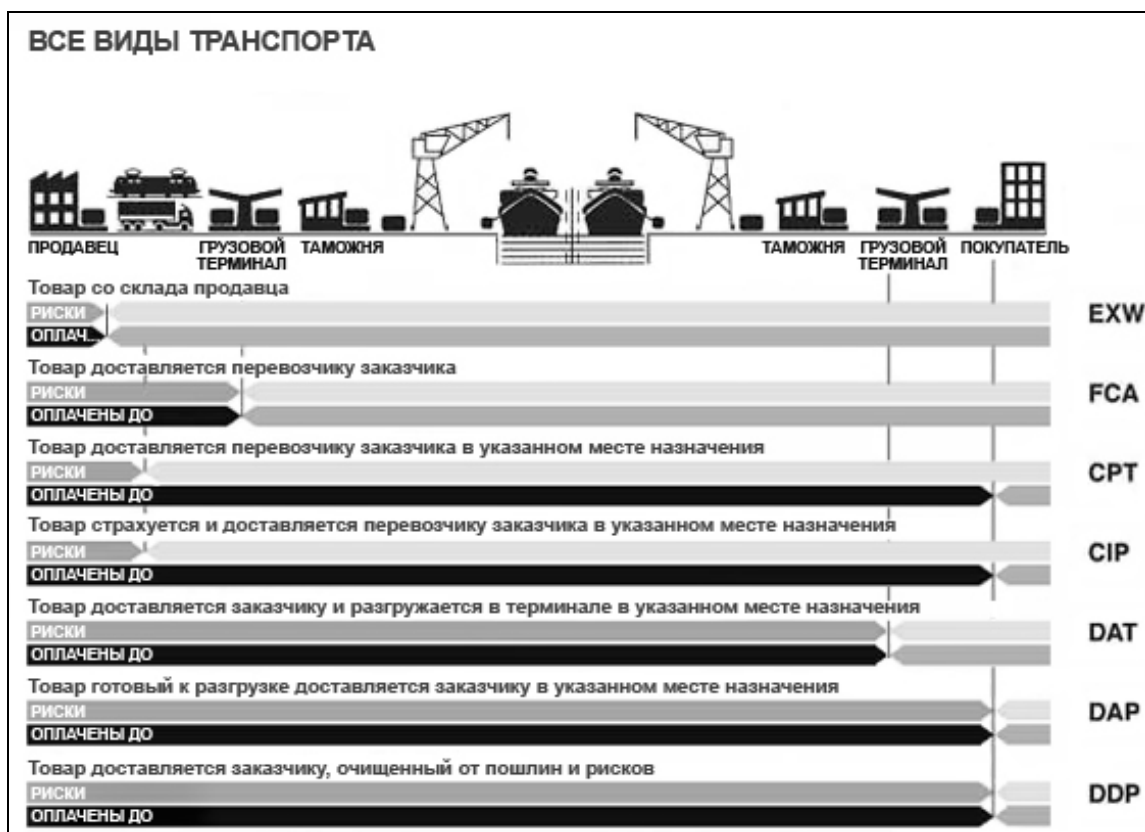 ВСЕ ВИДЫ ТРАНСПОРТА
ПРОДАВЕЦ
ГРУЗОВОЙ
ТЕРМИНАЛ
ТАМОЖНЯ
ТАМОЖНЯ
ГРУЗОВОЙ
ТЕРМИНАЛ
ПОКУПАТЕЛЬ
Товар со склада продавца
РИСКИ
ОПЛАЧ...
EXW
Товар доставляется перевозчику заказчика
РИСКИ
ОПЛАЧЕНЫ ДО
FCA
Товар доставляется перевозчику заказчика в указанном месте назначения
РИСКИ
ОПЛАЧЕНЫ ДО
CPT
Товар страхуется и доставляется перевозчику заказчика в указанном месте назначения
РИСКИ
ОПЛАЧЕНЫ ДО
CIP
Товар доставляется заказчику и разгружается в терминале в указанном месте назначения
РИСКИ
ОПЛАЧЕНЫ ДО
DAT
Товар готовый к разгрузке доставляется заказчику в указанном месте назначения
РИСКИ
ОПЛАЧЕНЫ ДО
DAP
Товар доставляется заказчику, очищенный от пошлин и рисков
РИСКИ
ОПЛАЧЕНЫ ДО
DDP